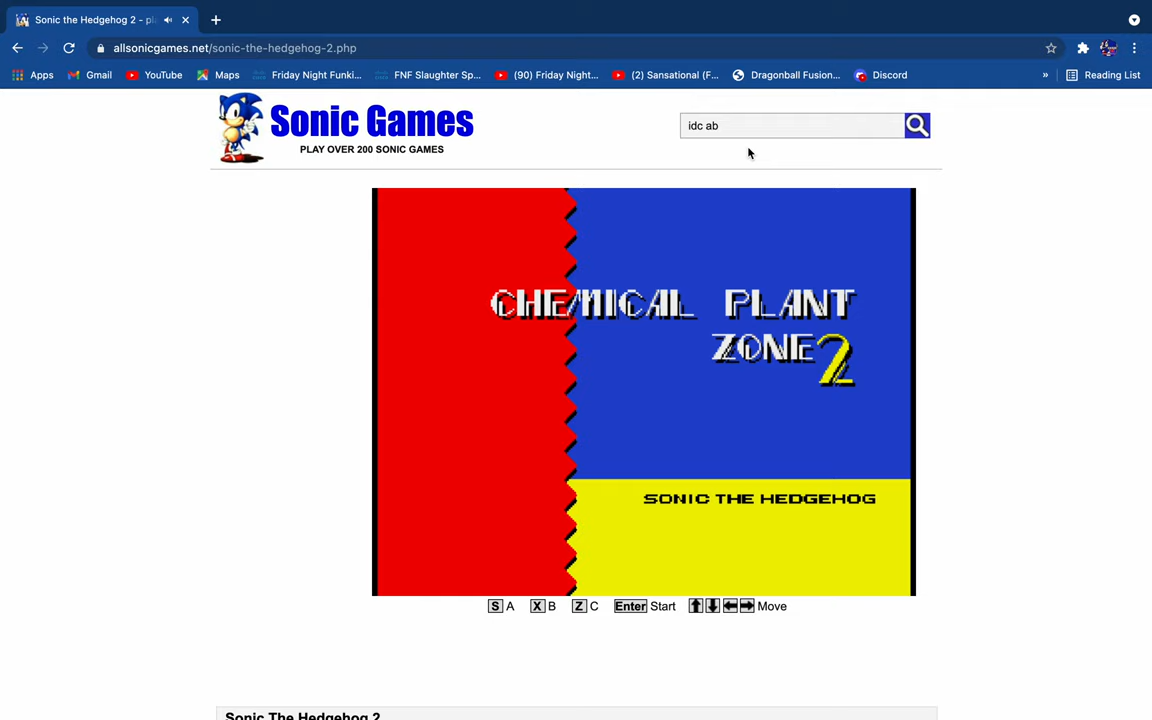 Sonic the Hedgehog 2 - pla
allsonicgames.net/sonic-the-hedgehog-2.php
Apps Gmail YouTube Maps Friday Night Funki... FNF Slaughter Sp... (90) Friday Night... (2) Sansational (F... Dragonball Fusion... Discord » Reading List
Sonic Games
PLAY OVER 200 SONIC GAMES
idc ab
CHEMICAL PLANT
ZONE 2
SONIC THE HEDGEHOG
S A X B Z C Enter Start Move
Sonic The Hedgehog 2